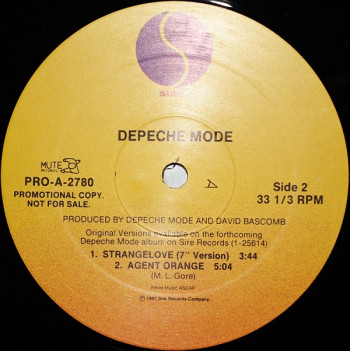 SIRE
DEPECHE MODE
MUTE
RECORDS
PRO-A-2780
PROMOTIONAL COPY.
NOT FOR SALE.
Side 2
33 1/3 RPM
PRODUCED BY DEPECHE MODE AND DAVID BASCOMB
Original Versions available on the forthcoming
Depeche Mode album on Sire Records (1-25614)
1. STRANGELOVE (7" Version) 3:44
2. AGENT ORANGE 5:04
(M. L. Gore)
Emile Music ASCAP
℗1987 Sire Records Company